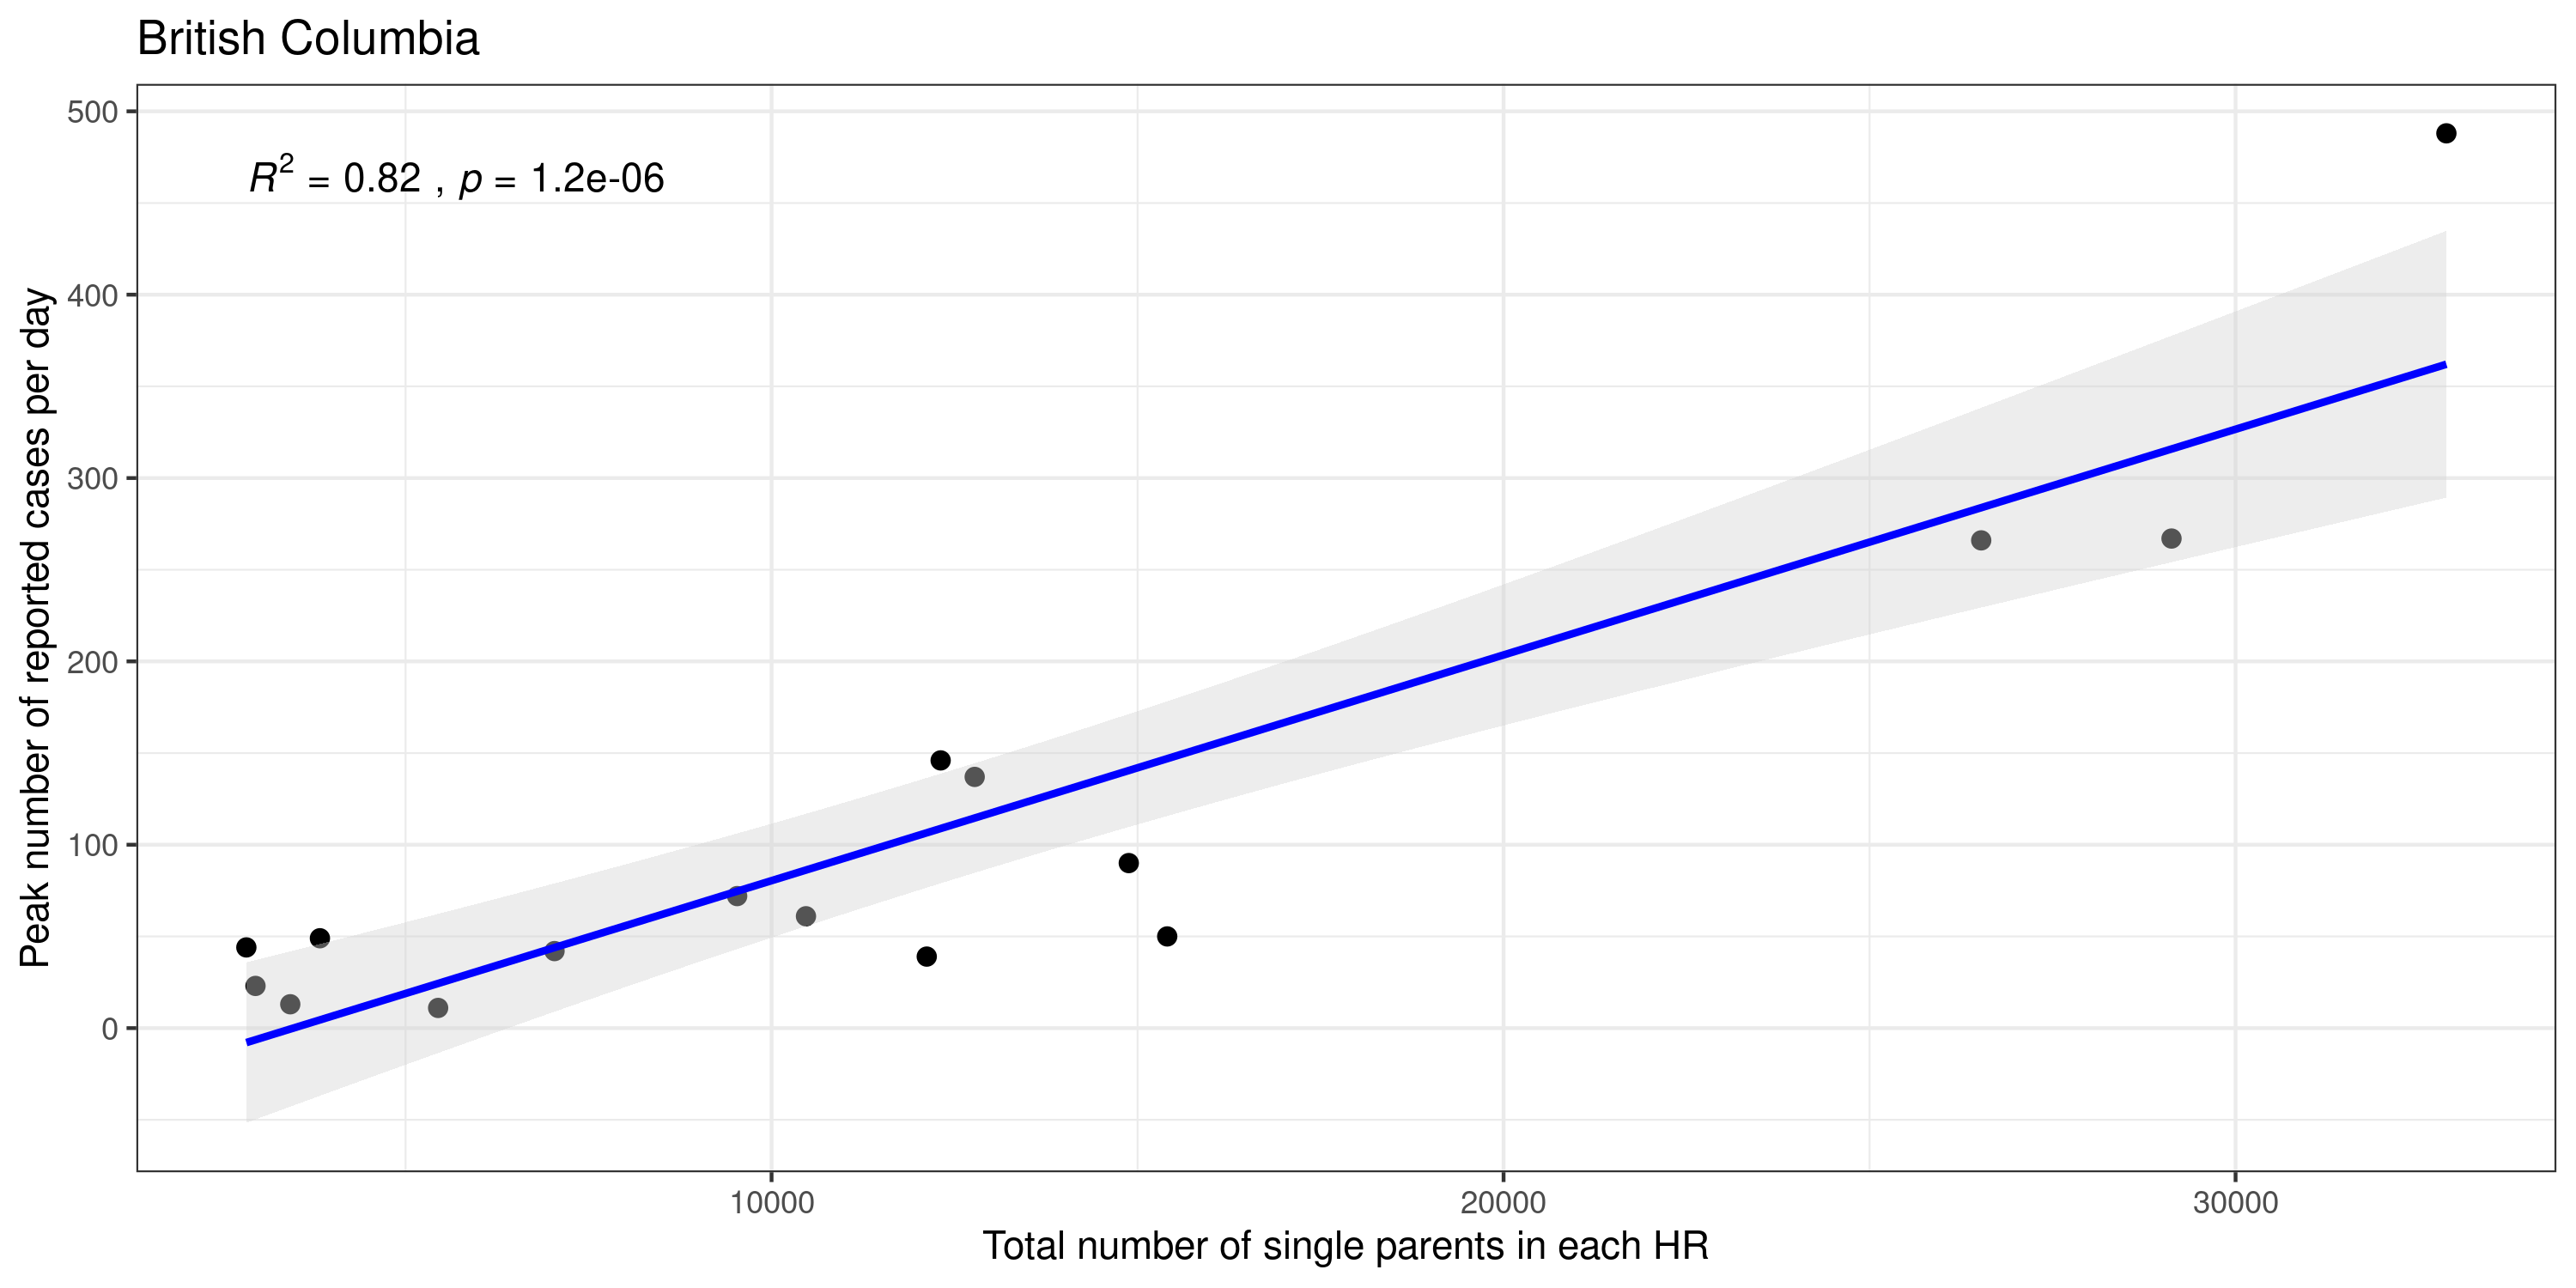 British Columbia
R² = 0.82 , p = 1.2e-06
Peak number of reported cases per day
500
400
300
200
100
0
10000 20000 30000
Total number of single parents in each HR